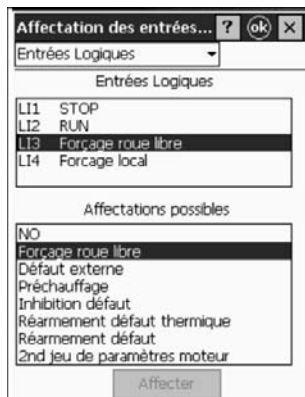 Affectation des entrées... ? ok ×
Entrées Logiques
Entrées Logiques
LI1 STOP
LI2 RUN
LI3 Forçage roue libre
LI4 Forcage local
Affectations possibles
NO
Forçage roue libre
Défaut externe
Préchauffage
Inhibition défaut
Réarmement défaut thermique
Réarmement défaut
2nd jeu de paramètres moteur
Affecter